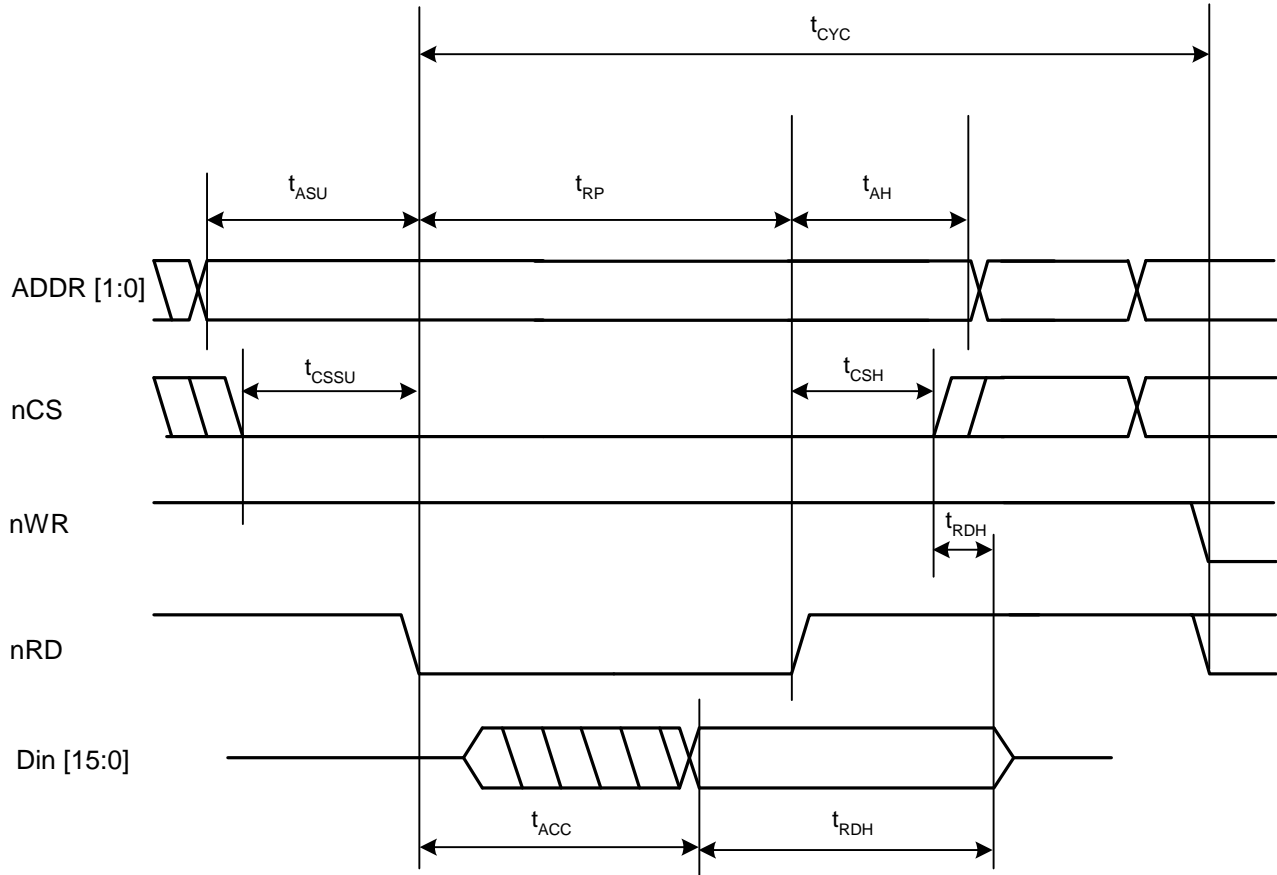 tCYC
tASU
tRP
tAH
ADDR [1:0]
tCSSU
tCSH
nCS
nWR
tRDH
nRD
Din [15:0]
tACC
tRDH